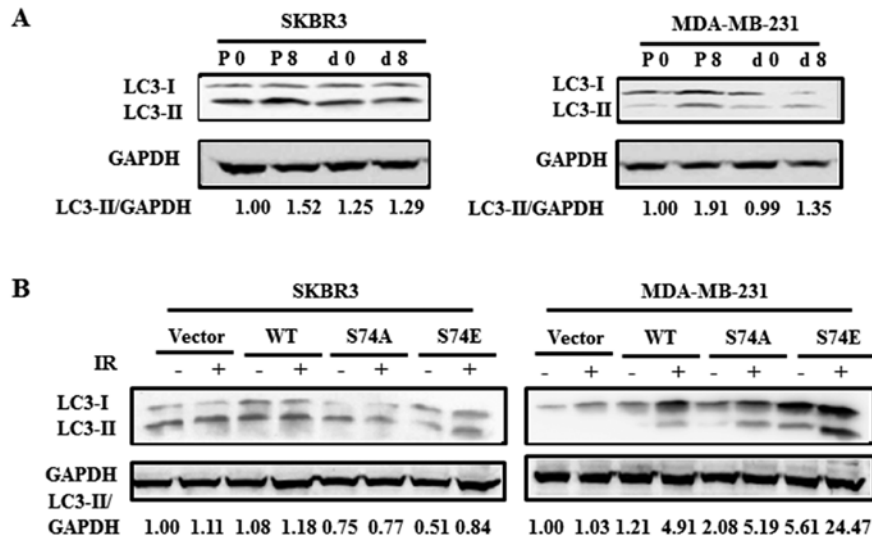 A
SKBR3
MDA-MB-231
P 0 P 8 d 0 d 8
P 0 P 8 d 0 d 8
LC3-I
LC3-II
LC3-I
LC3-II
GAPDH
GAPDH
LC3-II/GAPDH 1.00 1.52 1.25 1.29
LC3-II/GAPDH 1.00 1.91 0.99 1.35
B
SKBR3
MDA-MB-231
Vector WT S74A S74E
Vector WT S74A S74E
IR - + - + - + - +
- + - + - + - +
LC3-I
LC3-II
GAPDH
LC3-II/
GAPDH 1.00 1.11 1.08 1.18 0.75 0.77 0.51 0.84
1.00 1.03 1.21 4.91 2.08 5.19 5.61 24.47